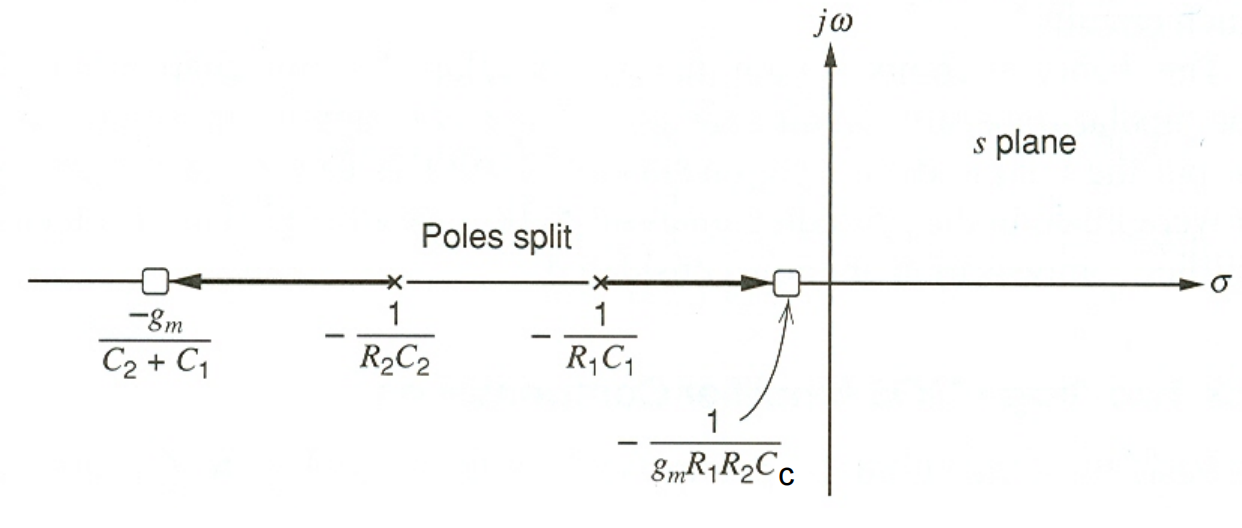 jω
s plane
Poles split
σ
-g_m
C_2 + C_1
- 1
R_2C_2
- 1
R_1C_1
- 1
g_mR_1R_2C_C